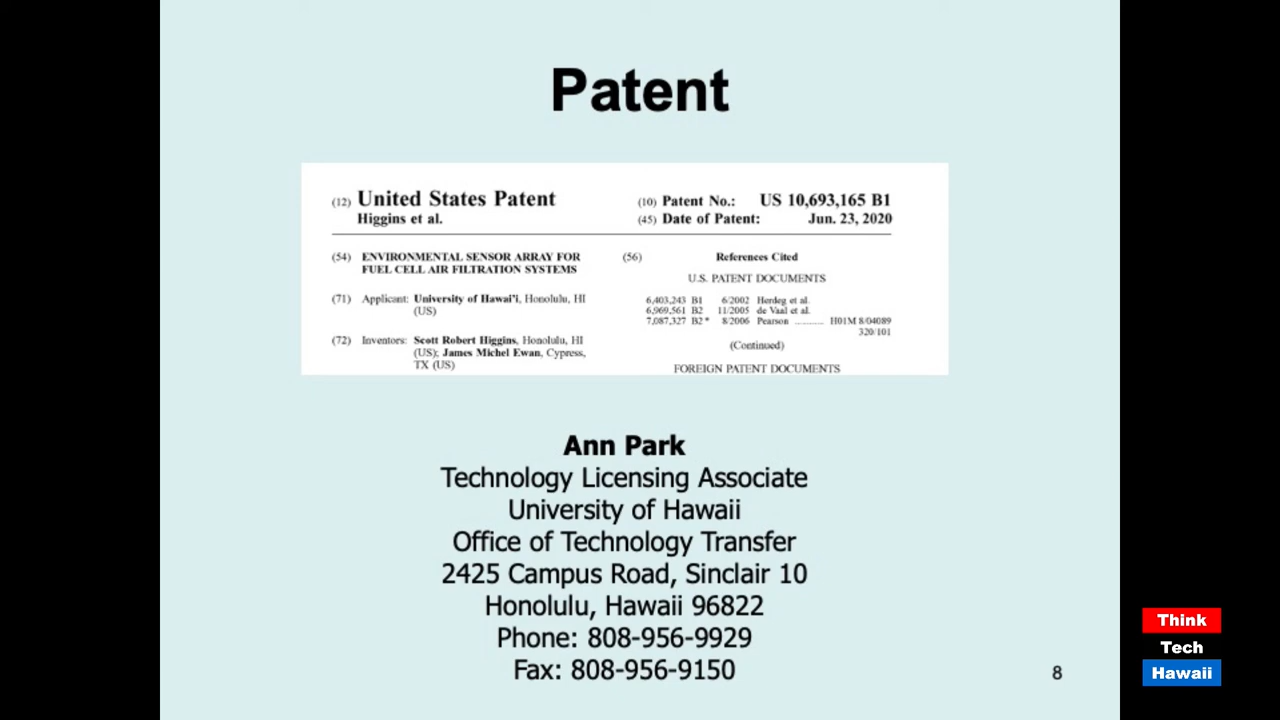 Patent
(12) United States Patent
Higgins et al.
(10) Patent No.: US 10,693,165 B1
(45) Date of Patent: Jun. 23, 2020
(54) ENVIRONMENTAL SENSOR ARRAY FOR
FUEL CELL AIR FILTRATION SYSTEMS
(71) Applicant: University of Hawai'i, Honolulu, HI
(US)
(72) Inventors: Scott Robert Higgins, Honolulu, HI
(US); James Michel Ewan, Cypress,
TX (US)
(56) References Cited
U.S. PATENT DOCUMENTS
6,403,243 B1 6/2002 Herdeg et al.
6,969,561 B2 11/2005 de Vaal et al.
7,087,327 B2* 8/2006 Pearson .......... H01M 8/04089
320/101
(Continued)
FOREIGN PATENT DOCUMENTS
Ann Park
Technology Licensing Associate
University of Hawaii
Office of Technology Transfer
2425 Campus Road, Sinclair 10
Honolulu, Hawaii 96822
Phone: 808-956-9929
Fax: 808-956-9150
8
Think
Tech
Hawaii